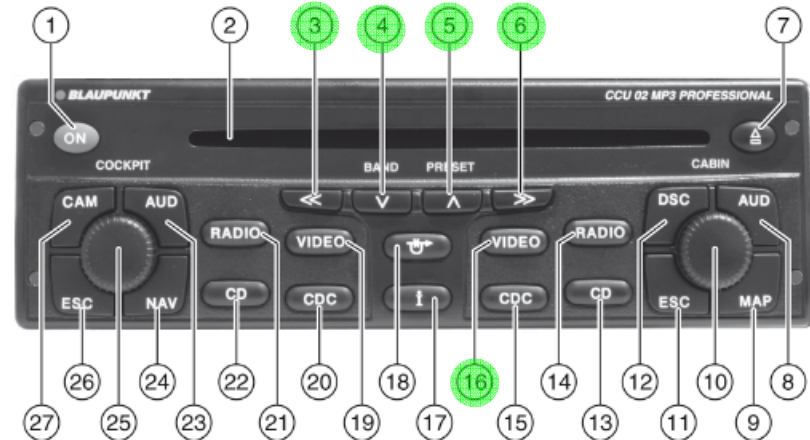 1 2 3 4 5 6 7
BLAUPUNKT CCU 02 MP3 PROFESSIONAL
ON
COCKPIT BAND PRESET CABIN
CAM AUD << ∨ ∧ >> DSC AUD
RADIO VIDEO VIDEO RADIO
CD CDC i CDC CD
ESC NAV ESC MAP
26 24 22 20 18 16 14 12 10 8
27 25 23 21 19 17 15 13 11 9